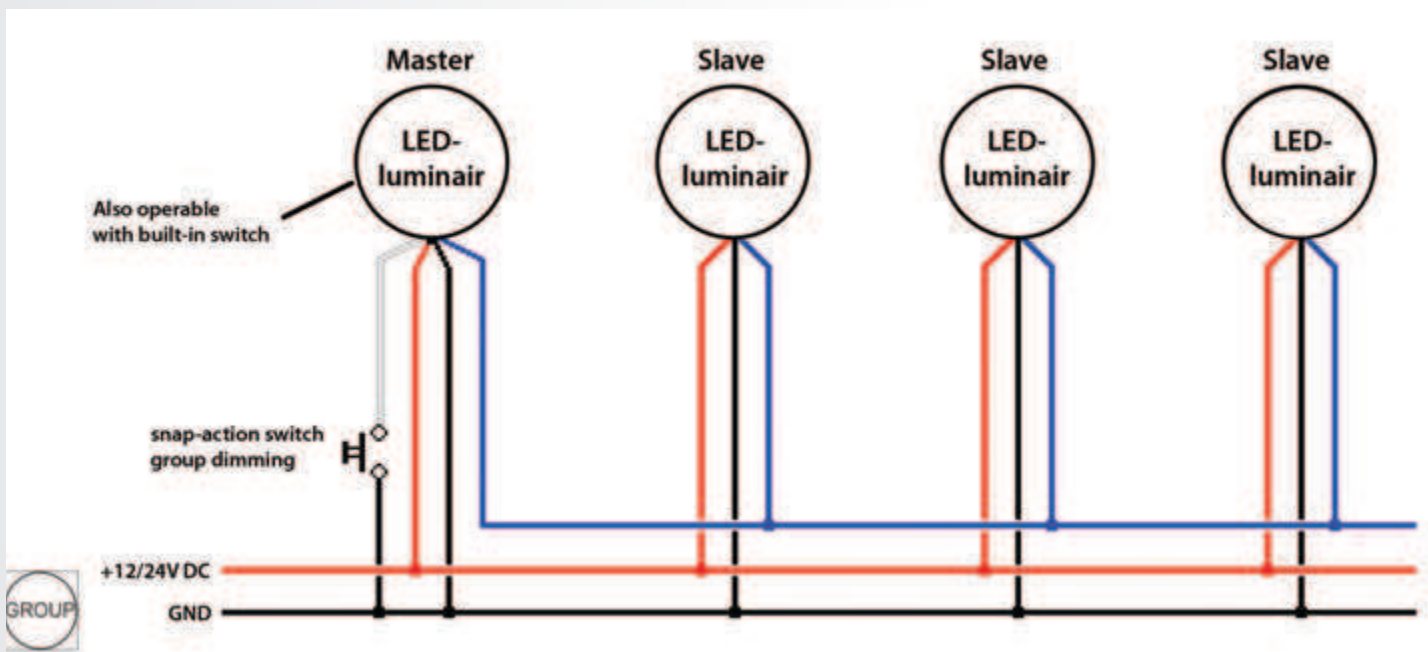 Master
Slave
Slave
Slave
LED-
luminair
LED-
luminair
LED-
luminair
LED-
luminair
Also operable
with built-in switch
snap-action switch
group dimming
+12/24V DC
GND
GROUP